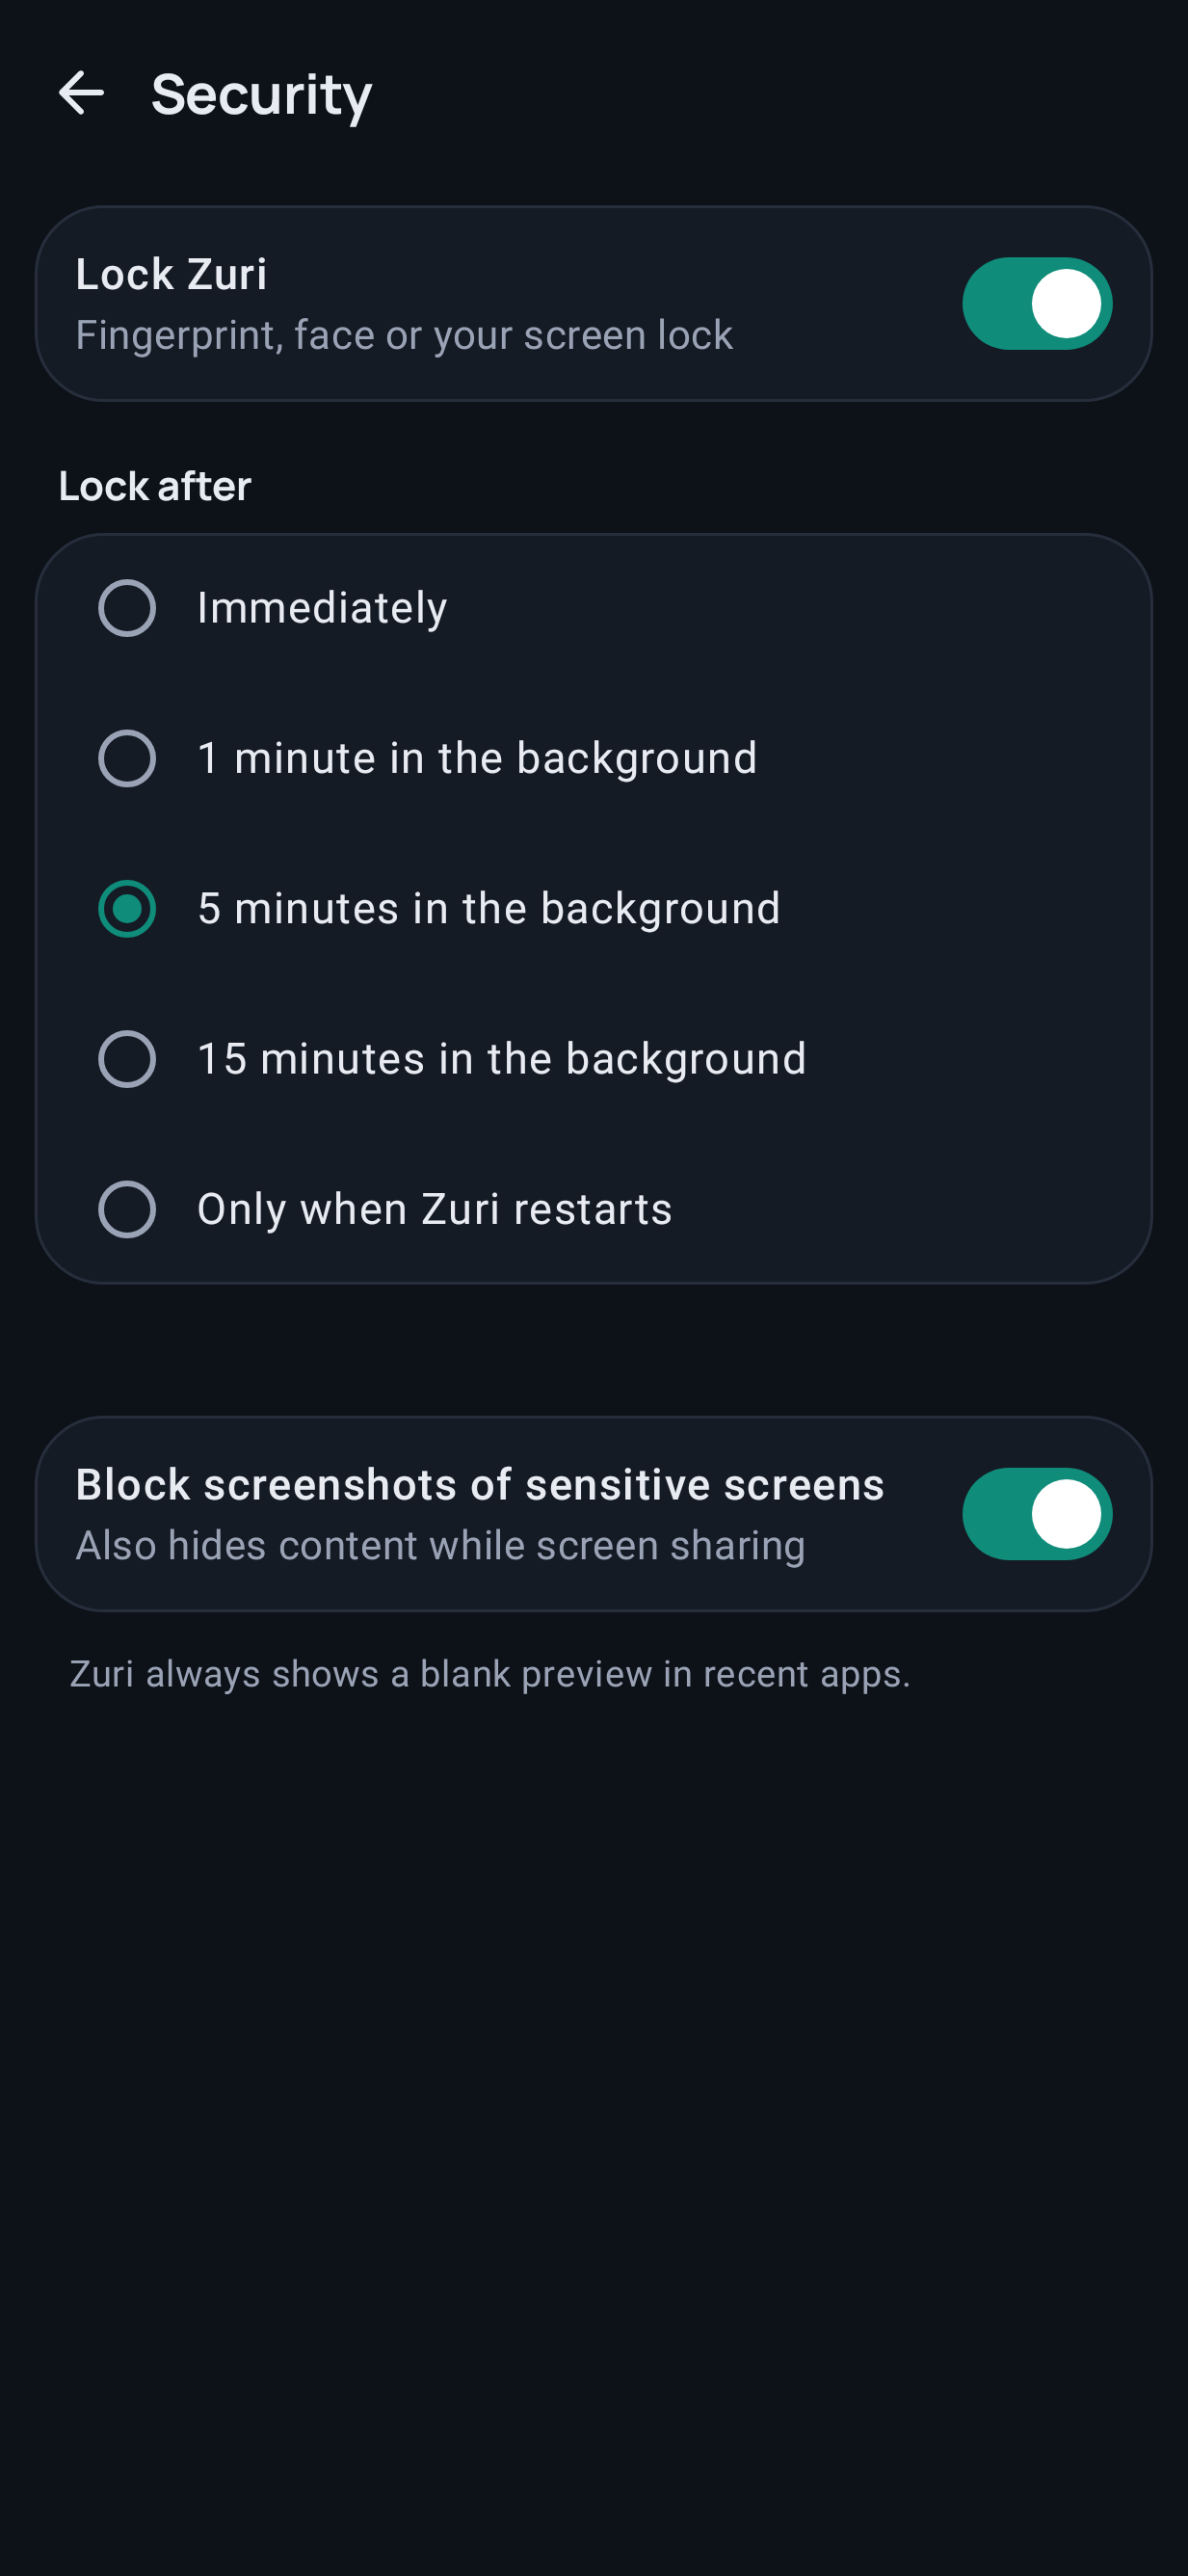 Security
Lock Zuri
Fingerprint, face or your screen lock
Lock after
Immediately
1 minute in the background
5 minutes in the background
15 minutes in the background
Only when Zuri restarts
Block screenshots of sensitive screens
Also hides content while screen sharing
Zuri always shows a blank preview in recent apps.